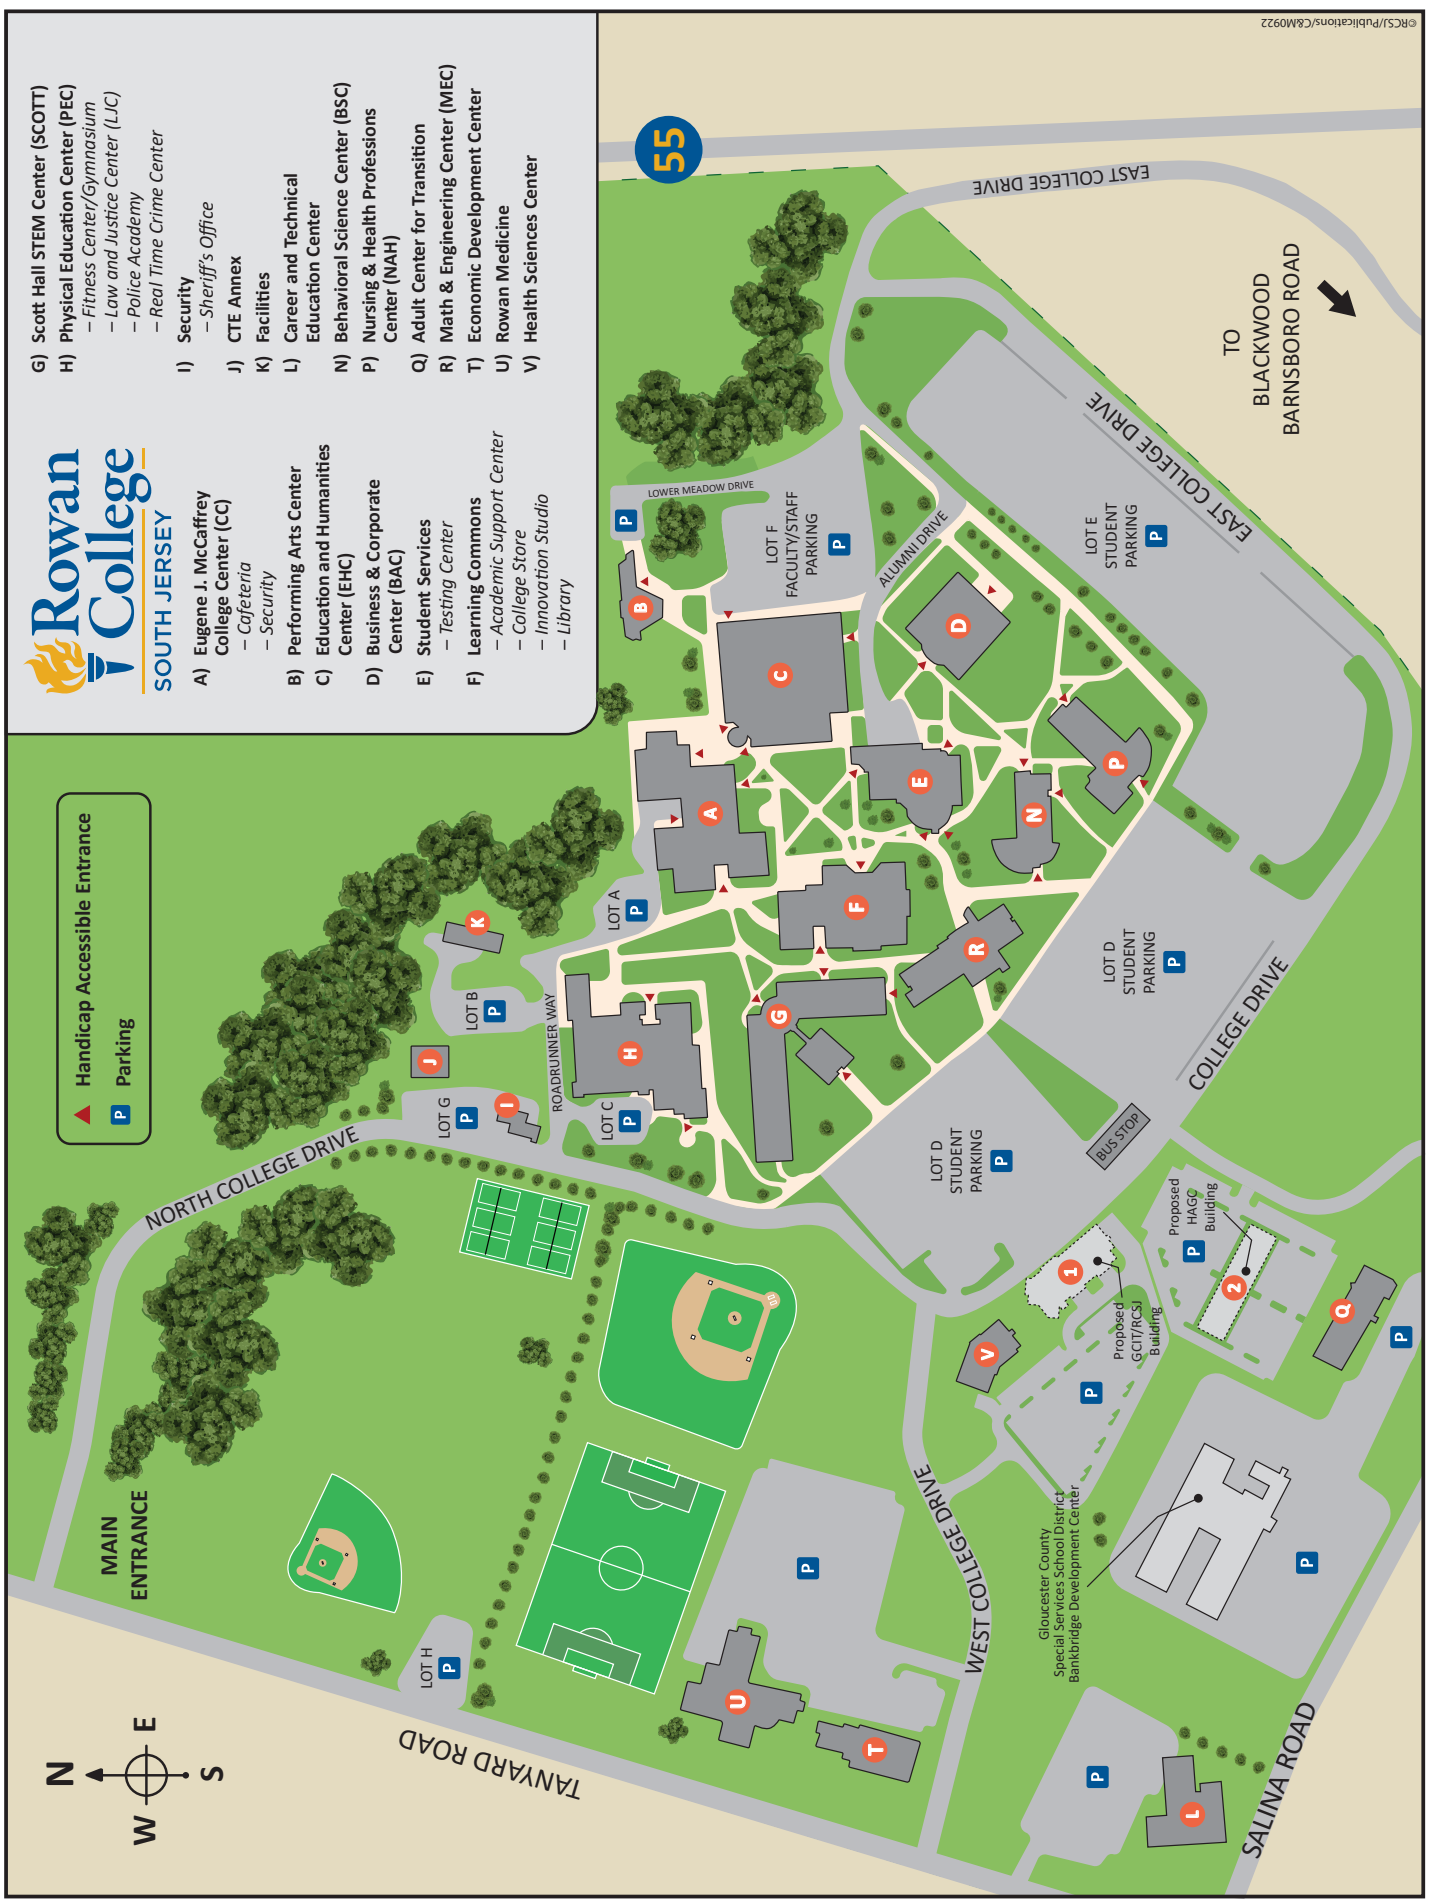 Rowan
College
SOUTH JERSEY
A) Eugene J. McCaffrey
College Center (CC)
– Cafeteria
– Security
B) Performing Arts Center
C) Education and Humanities
Center (EHC)
D) Business & Corporate
Center (BAC)
E) Student Services
– Testing Center
F) Learning Commons
– Academic Support Center
– College Store
– Innovation Studio
– Library
G) Scott Hall STEM Center (SCOTT)
H) Physical Education Center (PEC)
– Fitness Center/Gymnasium
– Law and Justice Center (LJC)
– Police Academy
– Real Time Crime Center
I) Security
– Sheriff's Office
J) CTE Annex
K) Facilities
L) Career and Technical
Education Center
N) Behavioral Science Center (BSC)
P) Nursing & Health Professions
Center (NAH)
Q) Adult Center for Transition
R) Math & Engineering Center (MEC)
T) Economic Development Center
U) Rowan Medicine
V) Health Sciences Center
Handicap Accessible Entrance
P Parking
N
W E
S
MAIN
ENTRANCE
NORTH COLLEGE DRIVE
TANYARD ROAD
LOT H
P
LOT G
P
I
J
LOT B
P
K
ROADRUNNER WAY
LOT C
P
H
LOT A
P
A
B
P
LOWER MEADOW DRIVE
LOT F
FACULTY/STAFF
PARKING
P
C
ALUMNI DRIVE
D
E
F
G
N
P
R
55
EAST COLLEGE DRIVE
EAST COLLEGE DRIVE
EAST COLLEGE DRIVE
TO
BLACKWOOD
BARNSBORO ROAD
LOT E
STUDENT
PARKING
P
LOT D
STUDENT
PARKING
P
LOT D
STUDENT
PARKING
P
COLLEGE DRIVE
BUS STOP
1
Proposed
GCIT/RCSJ
Building
P
Proposed
HAGC
Building
P
2
V
Q
P
WEST COLLEGE DRIVE
Gloucester County
Special Services School District
Bankbridge Development Center
P
P
U
T
P
L
SALINA ROAD
©RCSJ/Publications/C&M0922